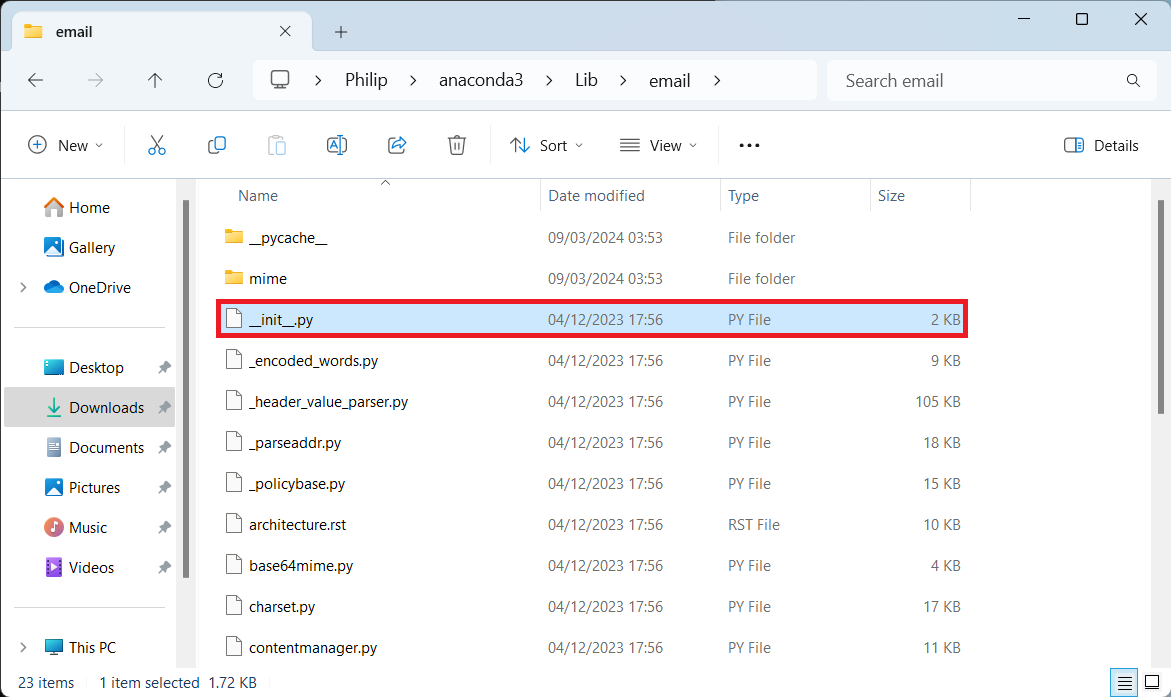 email
Philip > anaconda3 > Lib > email >
Search email
New
Sort
View
Details
Home
Gallery
OneDrive
Desktop
Downloads
Documents
Pictures
Music
Videos
This PC
Name Date modified Type Size
__pycache__ 09/03/2024 03:53 File folder
mime 09/03/2024 03:53 File folder
__init__.py 04/12/2023 17:56 PY File 2 KB
_encoded_words.py 04/12/2023 17:56 PY File 9 KB
_header_value_parser.py 04/12/2023 17:56 PY File 105 KB
_parseaddr.py 04/12/2023 17:56 PY File 18 KB
_policybase.py 04/12/2023 17:56 PY File 15 KB
architecture.rst 04/12/2023 17:56 RST File 10 KB
base64mime.py 04/12/2023 17:56 PY File 4 KB
charset.py 04/12/2023 17:56 PY File 17 KB
contentmanager.py 04/12/2023 17:56 PY File 11 KB
23 items 1 item selected 1.72 KB